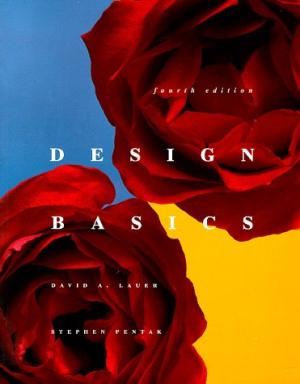 fourth edition
DESIGN
BASICS
DAVID A. LAUER
STEPHEN PENTAK